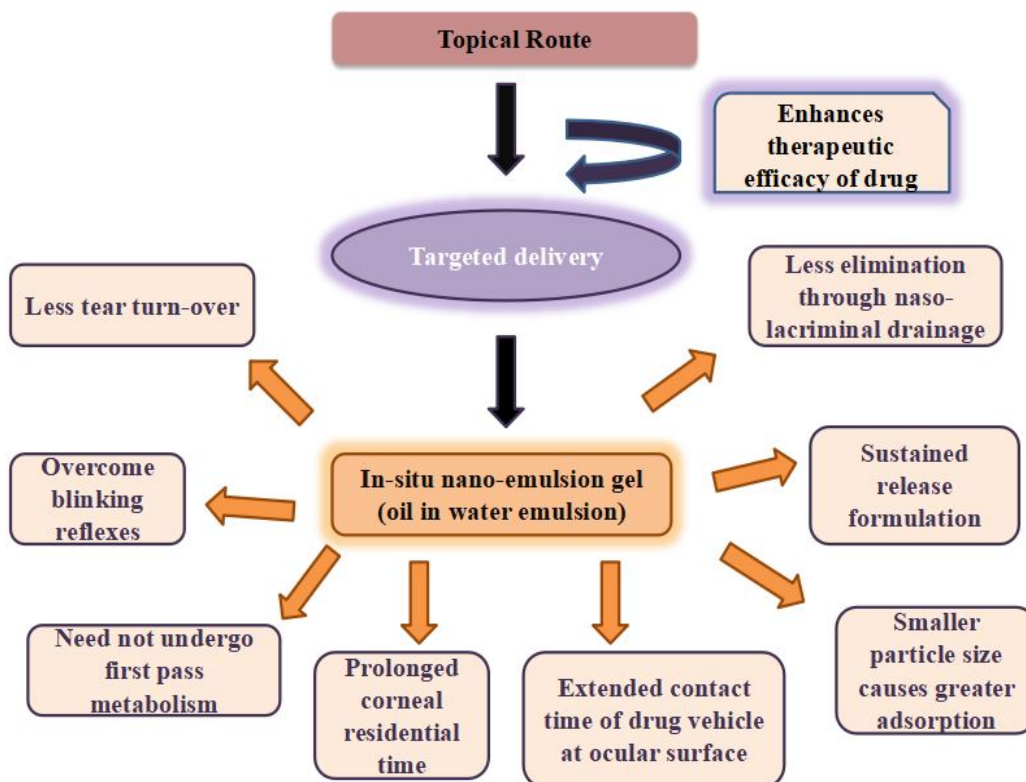 Topical Route
Enhances
therapeutic
efficacy of drug
Targeted delivery
Less tear turn-over
Less elimination
through naso-
lacriminal drainage
Overcome
blinking
reflexes
In-situ nano-emulsion gel
(oil in water emulsion)
Sustained
release
formulation
Need not undergo
first pass
metabolism
Prolonged
corneal
residential
time
Extended contact
time of drug vehicle
at ocular surface
Smaller
particle size
causes greater
adsorption